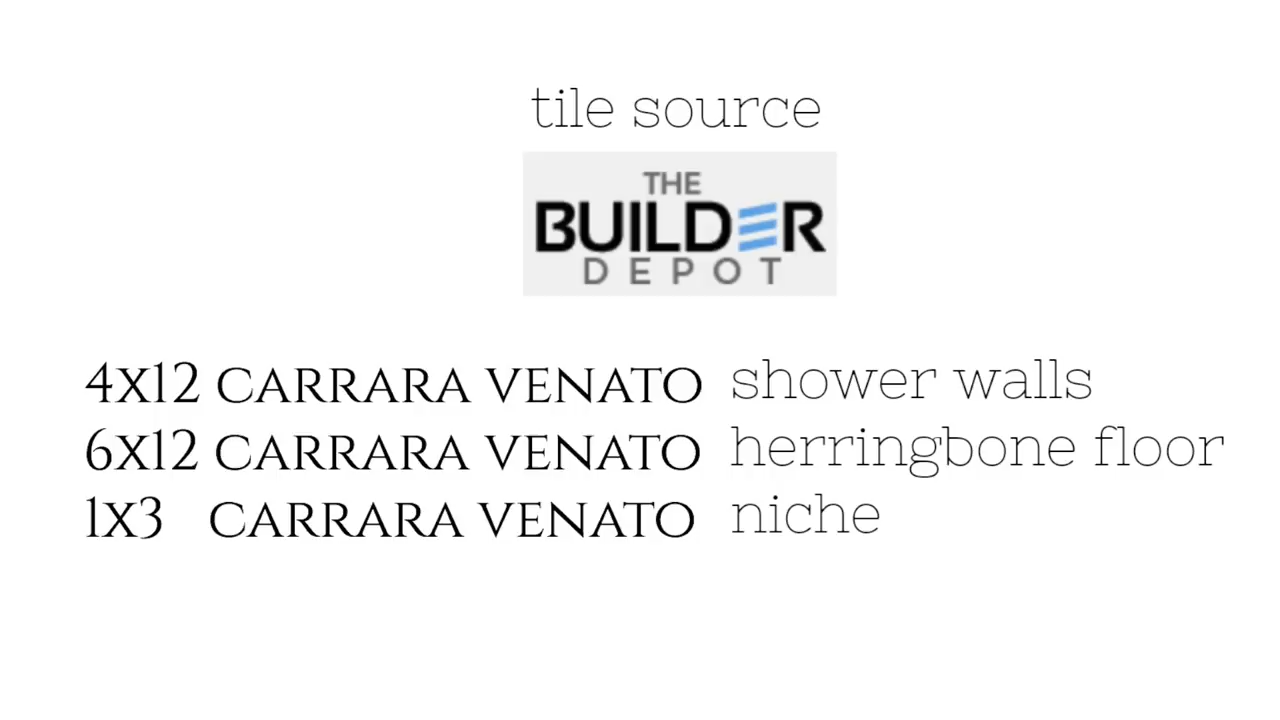 tile source
THE
BUILDER
DEPOT
4X12 CARRARA VENATO shower walls
6X12 CARRARA VENATO herringbone floor
1X3 CARRARA VENATO niche